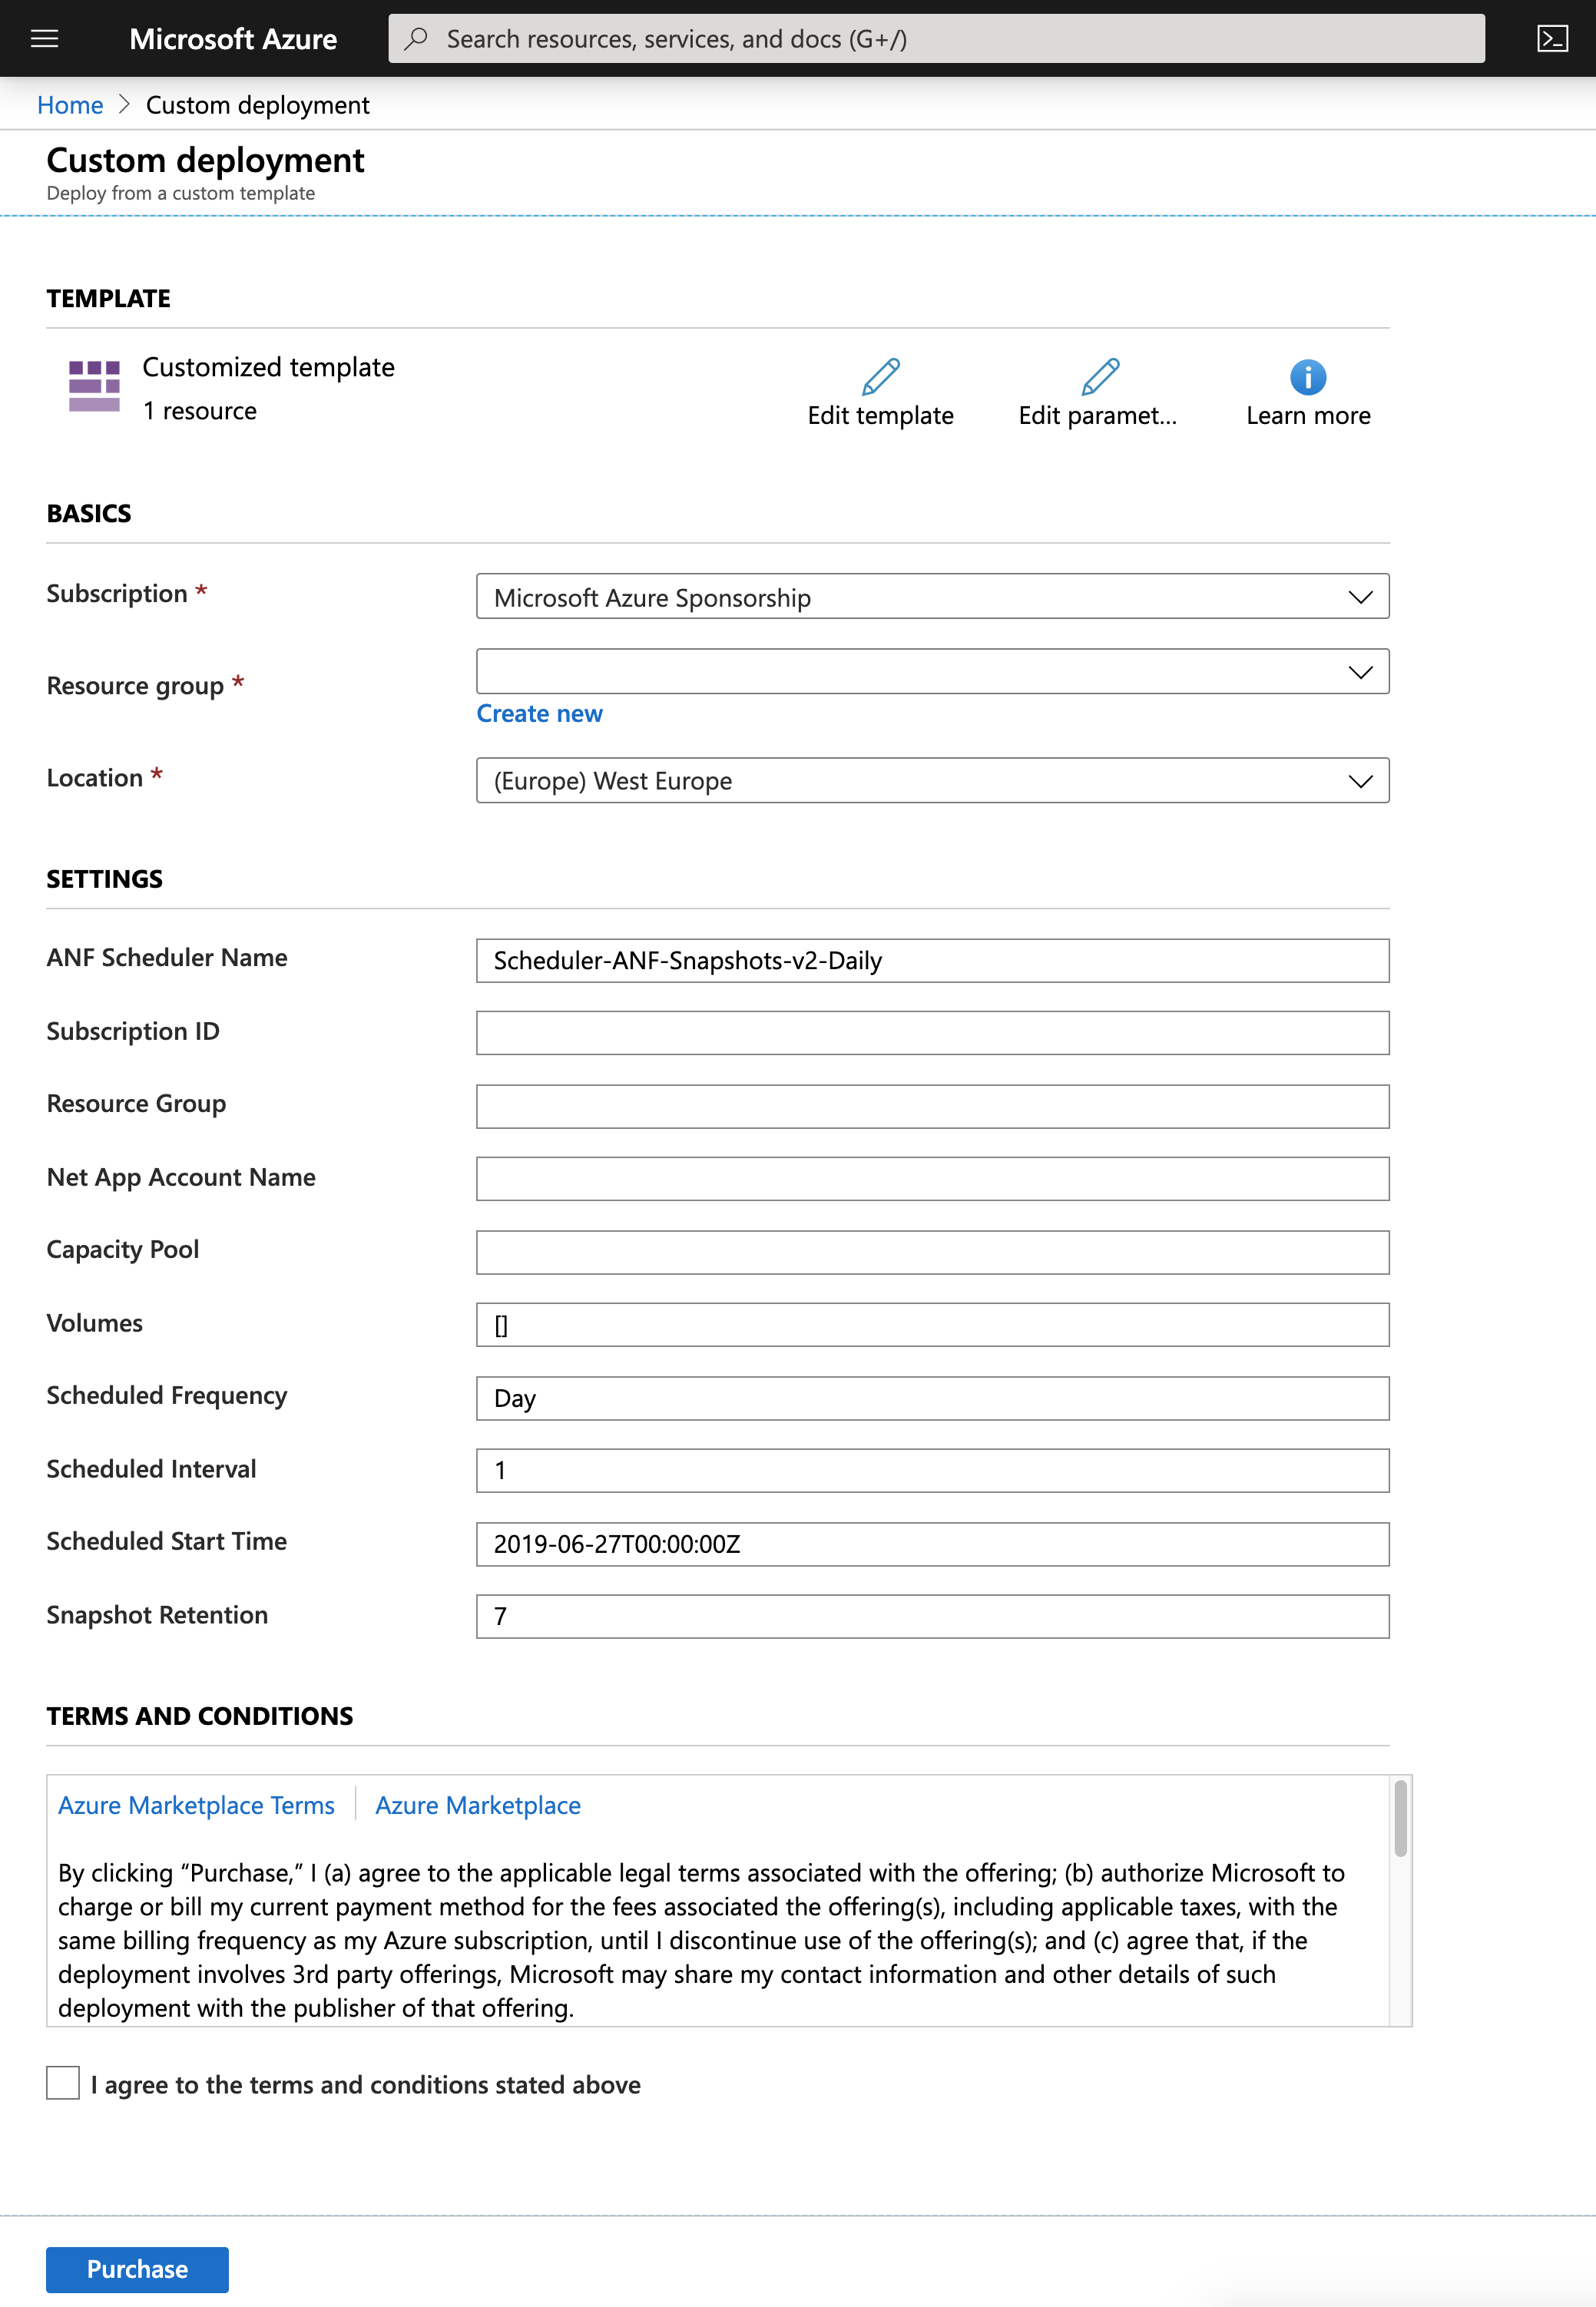 Microsoft Azure
Search resources, services, and docs (G+/)
Home > Custom deployment
Custom deployment
Deploy from a custom template
TEMPLATE
Customized template
1 resource
Edit template
Edit paramet...
Learn more
BASICS
Subscription *
Microsoft Azure Sponsorship
Resource group *
Create new
Location *
(Europe) West Europe
SETTINGS
ANF Scheduler Name
Scheduler-ANF-Snapshots-v2-Daily
Subscription ID
Resource Group
Net App Account Name
Capacity Pool
Volumes
[]
Scheduled Frequency
Day
Scheduled Interval
1
Scheduled Start Time
2019-06-27T00:00:00Z
Snapshot Retention
7
TERMS AND CONDITIONS
Azure Marketplace Terms | Azure Marketplace
By clicking “Purchase,” I (a) agree to the applicable legal terms associated with the offering; (b) authorize Microsoft to
charge or bill my current payment method for the fees associated the offering(s), including applicable taxes, with the
same billing frequency as my Azure subscription, until I discontinue use of the offering(s); and (c) agree that, if the
deployment involves 3rd party offerings, Microsoft may share my contact information and other details of such
deployment with the publisher of that offering.
I agree to the terms and conditions stated above
Purchase